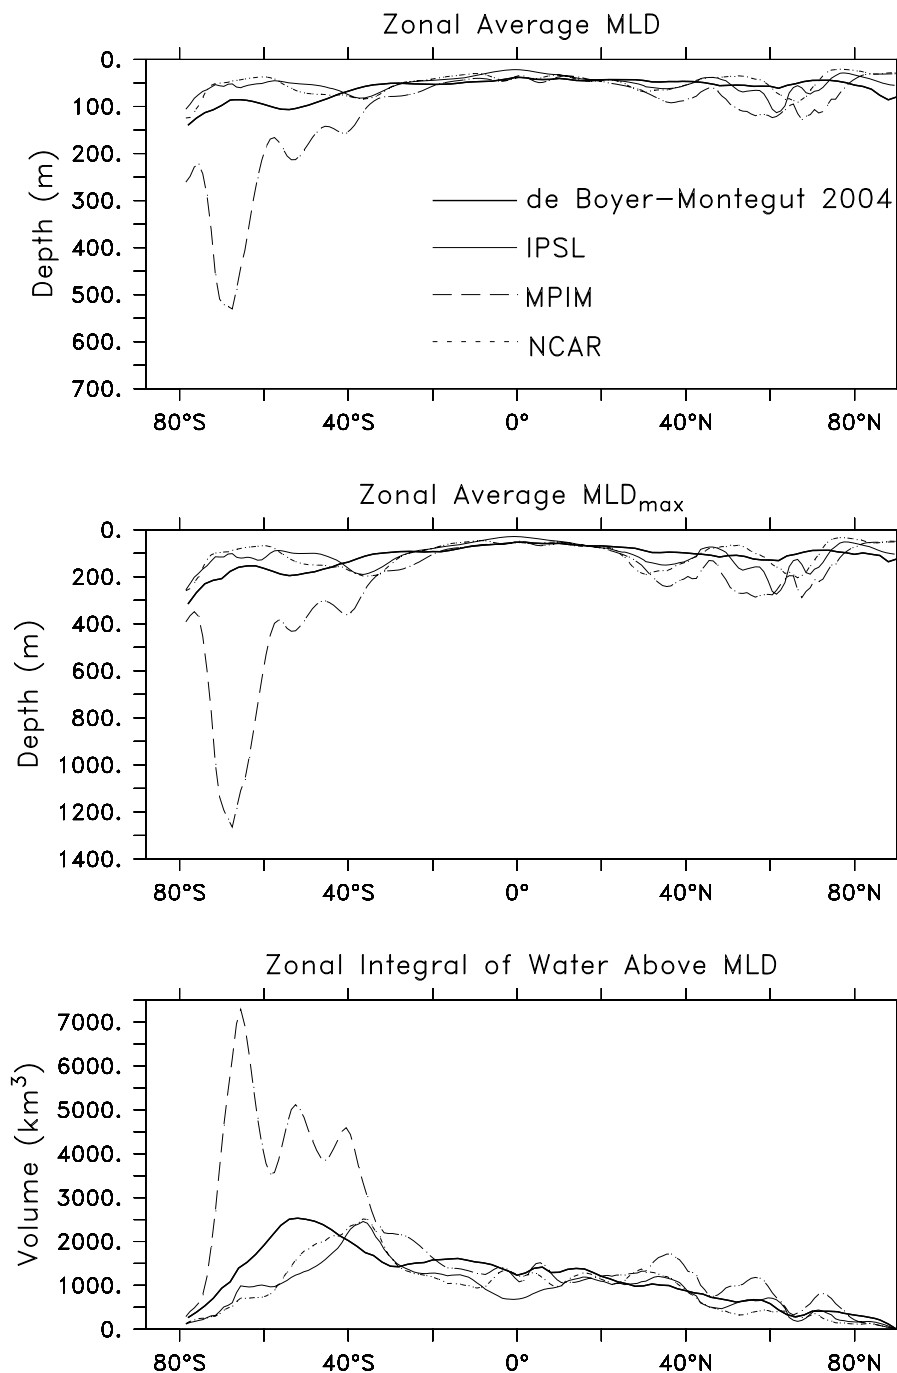 Zonal Average MLD
0.
100.
200.
300.
400.
500.
600.
700.
Depth (m)
de Boyer-Montegut 2004
IPSL
MPIM
NCAR
80°S 40°S 0° 40°N 80°N
Zonal Average MLDmax
0.
200.
400.
600.
800.
1000.
1200.
1400.
Depth (m)
80°S 40°S 0° 40°N 80°N
Zonal Integral of Water Above MLD
7000.
6000.
5000.
4000.
3000.
2000.
1000.
0.
Volume (km³)
80°S 40°S 0° 40°N 80°N